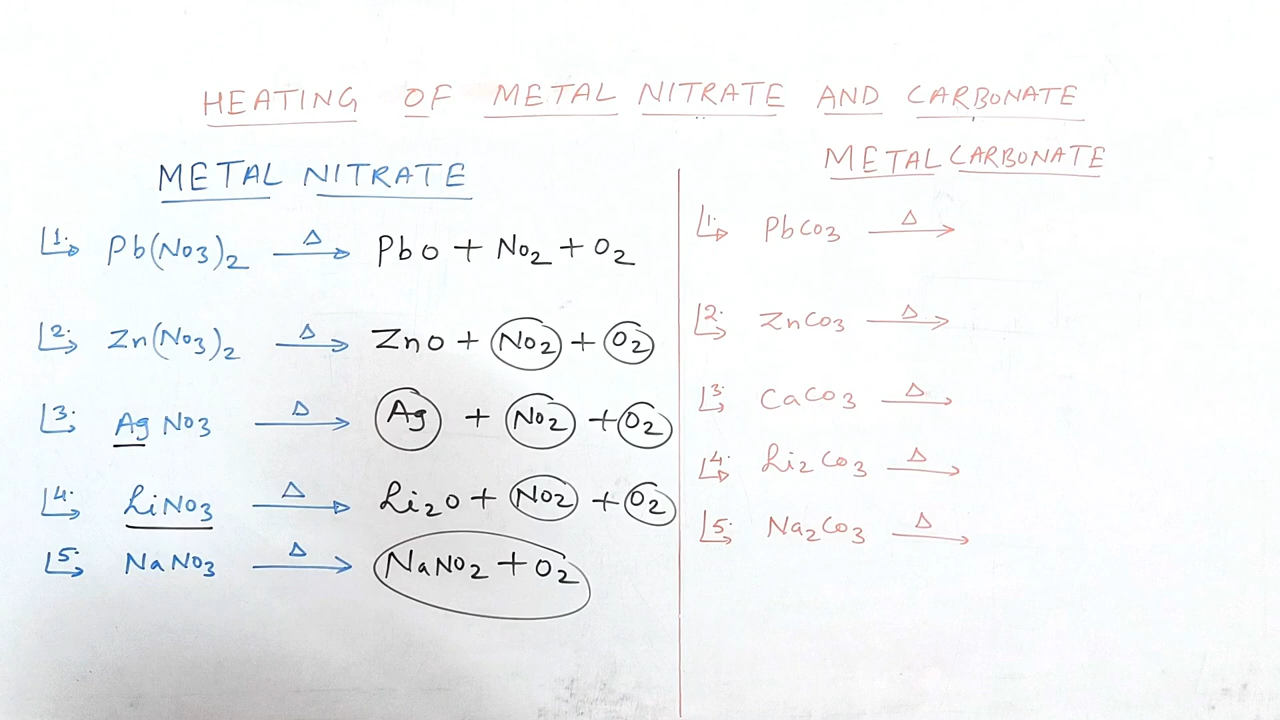 HEATING OF METAL NITRATE AND CARBONATE
METAL NITRATE
1. Pb(NO3)2 Δ→ PbO + NO2 + O2
2. Zn(NO3)2 Δ→ ZnO + NO2 + O2
3. AgNO3 Δ→ Ag + NO2 + O2
4. LiNO3 Δ→ Li2O + NO2 + O2
5. NaNO3 Δ→ NaNO2 + O2
METAL CARBONATE
1. PbCO3 Δ→
2. ZnCO3 Δ→
3. CaCO3 Δ→
4. Li2CO3 Δ→
5. Na2CO3 Δ→